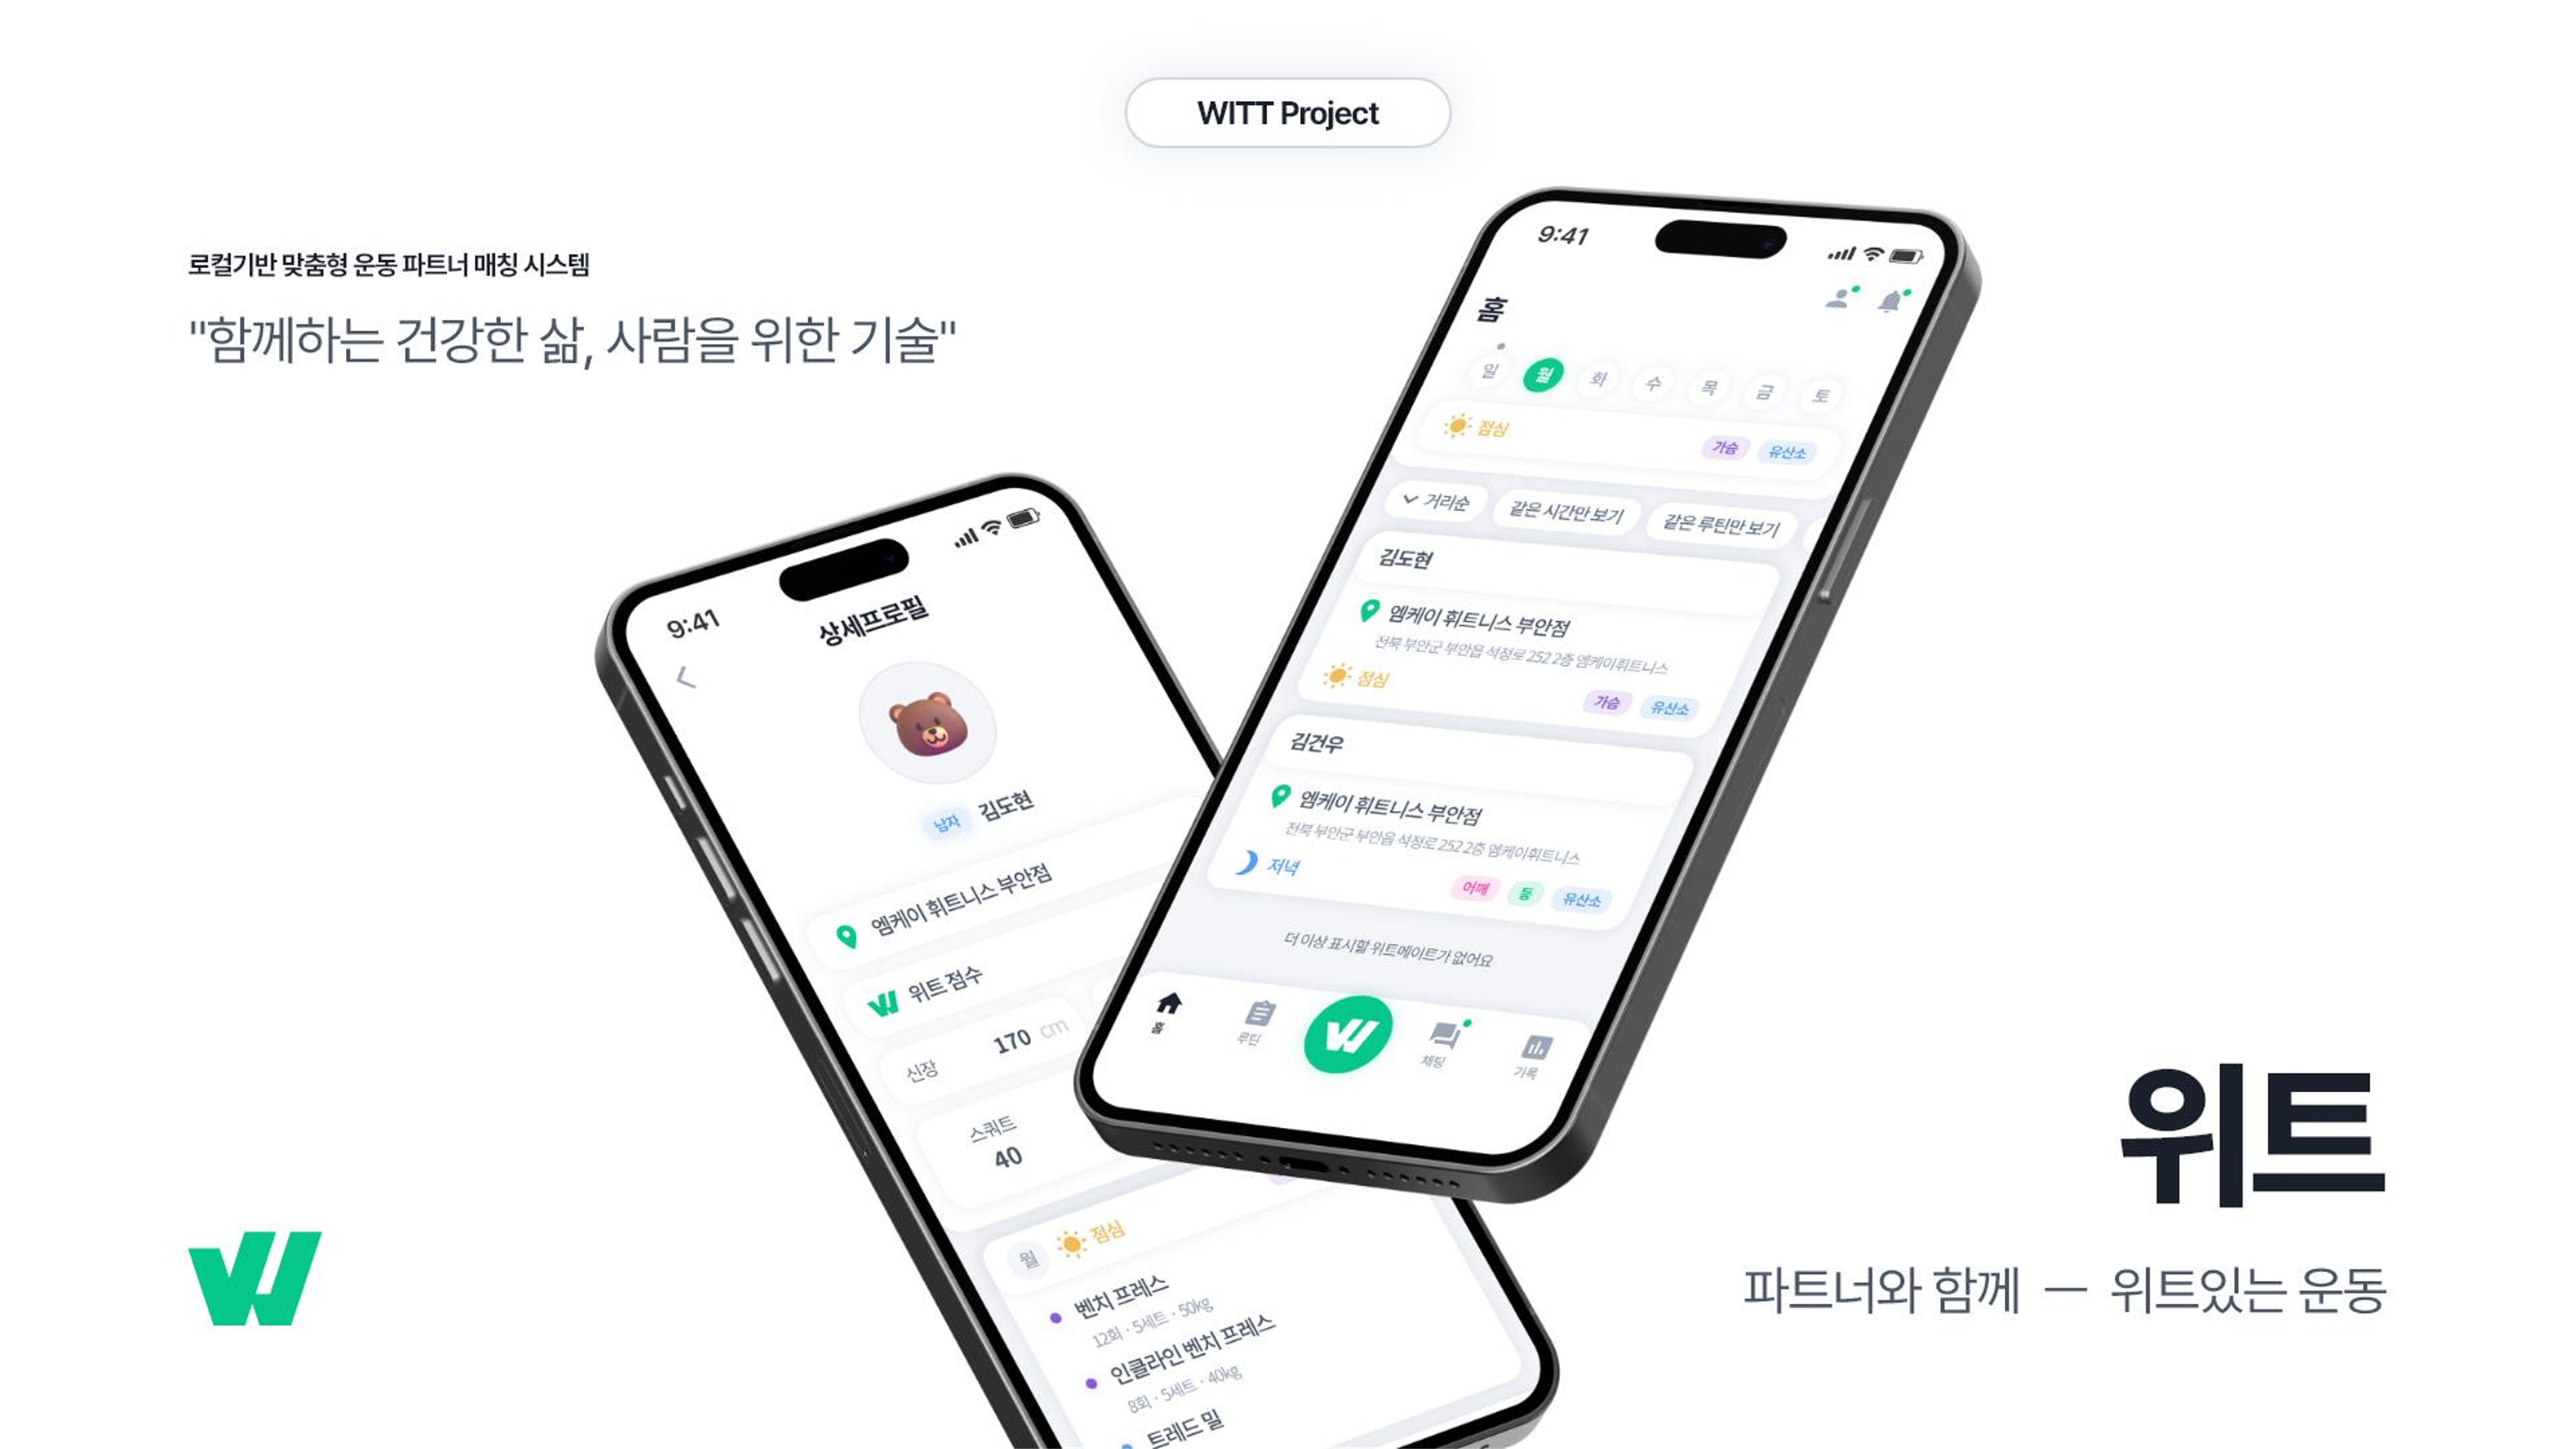 WITT Project
로컬기반 맞춤형 운동 파트너 매칭 시스템
"함께하는 건강한 삶, 사람을 위한 기술"
9:41
상세프로필
남자 김도현
엠케이 휘트니스 부안점
위트 점수
신장 170 cm
스쿼트
40
월 점심
벤치 프레스
12회 · 5세트 · 50kg
인클라인 벤치 프레스
8회 · 5세트 · 40kg
트레드 밀
9:41
홈
일 월 화 수 목 금 토
점심 가슴 유산소
거리순 같은 시간만 보기 같은 루틴만 보기
김도현
엠케이 휘트니스 부안점
전북 부안군 부안읍 석정로 252 2층 엠케이휘트니스
점심 가슴 유산소
김건우
엠케이 휘트니스 부안점
전북 부안군 부안읍 석정로 252 2층 엠케이휘트니스
저녁 어깨 등 유산소
더 이상 표시할 위트메이트가 없어요
홈 루틴 채팅 기록
위트
파트너와 함께 — 위트있는 운동